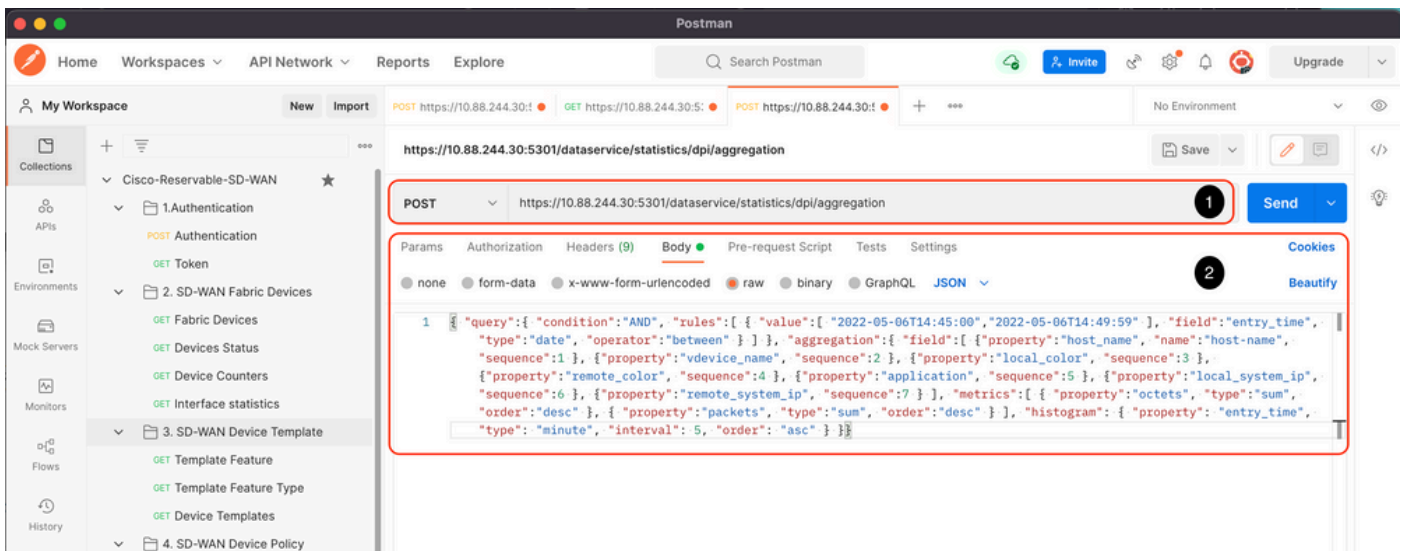 Postman
Home Workspaces API Network Reports Explore Search Postman Invite Upgrade
My Workspace New Import POST https://10.88.244.30:5 GET https://10.88.244.30:5: POST https://10.88.244.30:5 No Environment
Collections
APIs
Environments
Mock Servers
Monitors
Flows
History
Cisco-Reservable-SD-WAN
1.Authentication
POST Authentication
GET Token
2. SD-WAN Fabric Devices
GET Fabric Devices
GET Devices Status
GET Device Counters
GET Interface statistics
3. SD-WAN Device Template
GET Template Feature
GET Template Feature Type
GET Device Templates
4. SD-WAN Device Policy
https://10.88.244.30:5301/dataservice/statistics/dpi/aggregation Save </>
POST https://10.88.244.30:5301/dataservice/statistics/dpi/aggregation 1 Send
Params Authorization Headers (9) Body Pre-request Script Tests Settings Cookies
none form-data x-www-form-urlencoded raw binary GraphQL JSON 2 Beautify
1 { "query":{ "condition":"AND", "rules":[ { "value":[ "2022-05-06T14:45:00","2022-05-06T14:49:59" ], "field":"entry_time",
"type":"date", "operator":"between" } ] }, "aggregation":{ "field":[ {"property":"host_name", "name":"host-name",
"sequence":1 }, {"property":"vdevice_name", "sequence":2 }, {"property":"local_color", "sequence":3 },
{"property":"remote_color", "sequence":4 }, {"property":"application", "sequence":5 }, {"property":"local_system_ip",
"sequence":6 }, {"property":"remote_system_ip", "sequence":7 } ], "metrics":[ { "property":"octets", "type":"sum",
"order":"desc" }, { "property":"packets", "type":"sum", "order":"desc" } ], "histogram": { "property": "entry_time",
"type": "minute", "interval": 5, "order": "asc" } }}